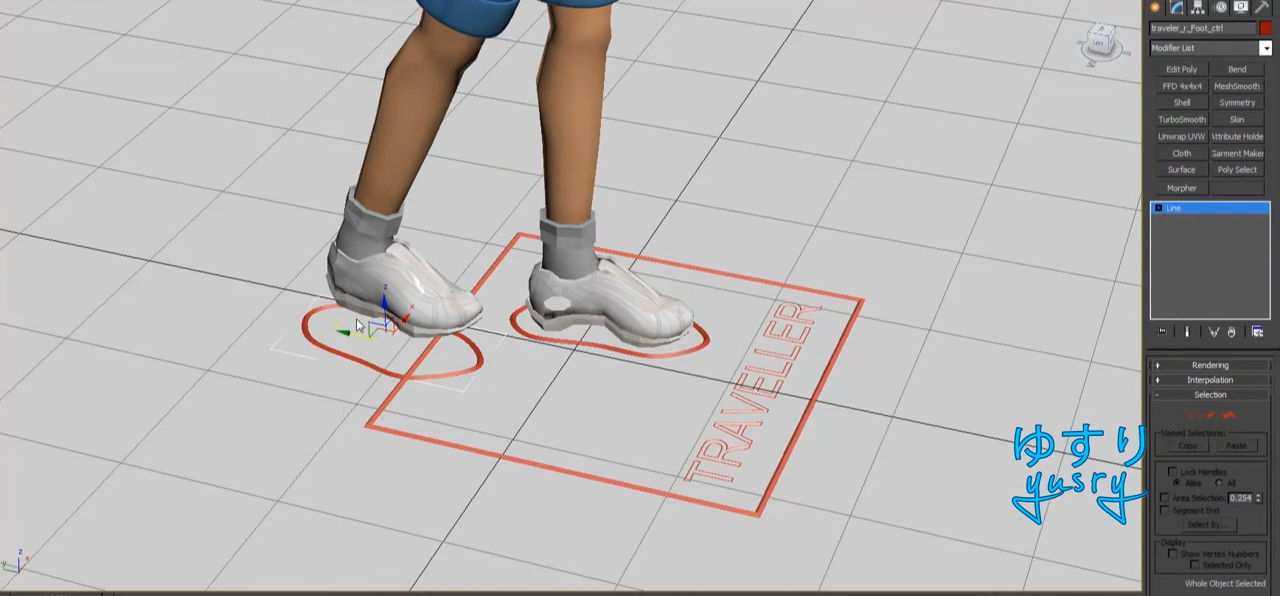 traveler_r_Foot_ctrl
Modifier List
Edit Poly
Bend
FFD 4x4x4
MeshSmooth
Shell
Symmetry
TurboSmooth
Skin
Unwrap UVW
Attribute Holde
Cloth
Garment Maker
Surface
Poly Select
Morpher
Line
TRAVELLER
Rendering
Interpolation
Selection
Named Selections:
Copy
Paste
ゆすり
yusry
Lock Handles
Alike
All
Area Selection:
0.254
Segment End
Select By...
Display
Show Vertex Numbers
Selected Only
Whole Object Selected